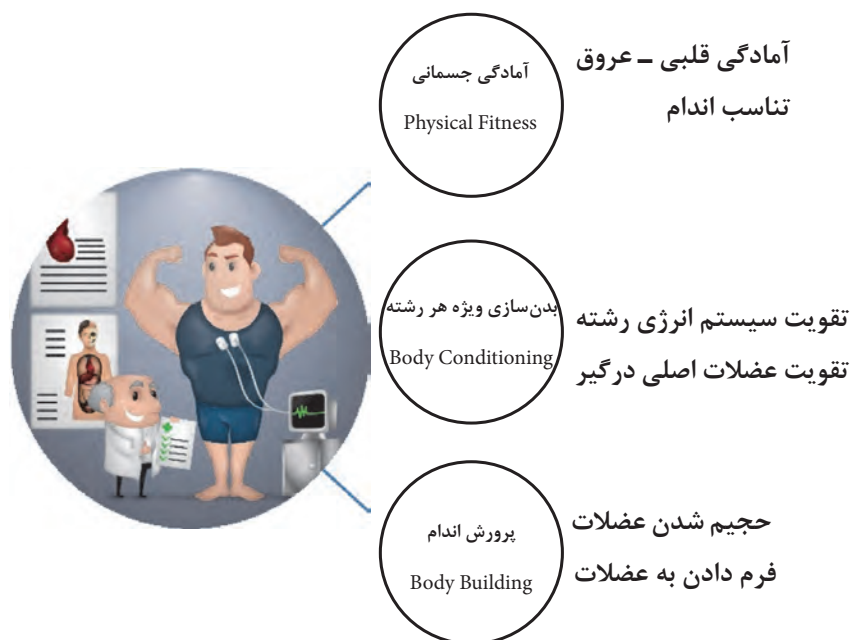 آمادگی جسمانی
Physical Fitness
آمادگی قلبی ـ عروق
تناسب اندام
بدن‌سازی ویژه هر رشته
Body Conditioning
تقویت سیستم انرژی رشته
تقویت عضلات اصلی درگیر
پرورش اندام
Body Building
حجیم شدن عضلات
فرم دادن به عضلات